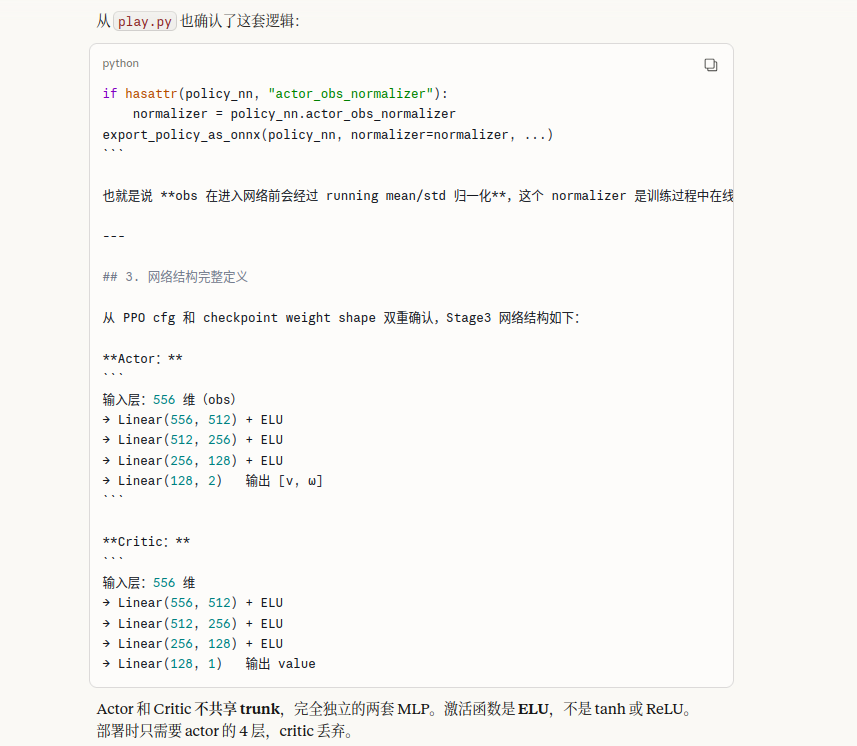 从 play.py 也确认了这套逻辑：
python
if hasattr(policy_nn, "actor_obs_normalizer"):
    normalizer = policy_nn.actor_obs_normalizer
export_policy_as_onnx(policy_nn, normalizer=normalizer, ...)
```
也就是说 **obs 在进入网络前会经过 running mean/std 归一化**，这个 normalizer 是训练过程中在线
---
## 3. 网络结构完整定义
从 PPO cfg 和 checkpoint weight shape 双重确认，Stage3 网络结构如下：
**Actor：**
```
输入层：556 维（obs）
→ Linear(556, 512) + ELU
→ Linear(512, 256) + ELU
→ Linear(256, 128) + ELU
→ Linear(128, 2)   输出 [v, ω]
```
**Critic：**
```
输入层：556 维
→ Linear(556, 512) + ELU
→ Linear(512, 256) + ELU
→ Linear(256, 128) + ELU
→ Linear(128, 1)   输出 value
Actor 和 Critic 不共享 trunk，完全独立的两套 MLP。激活函数是 ELU，不是 tanh 或 ReLU。
部署时只需要 actor 的 4 层，critic 丢弃。